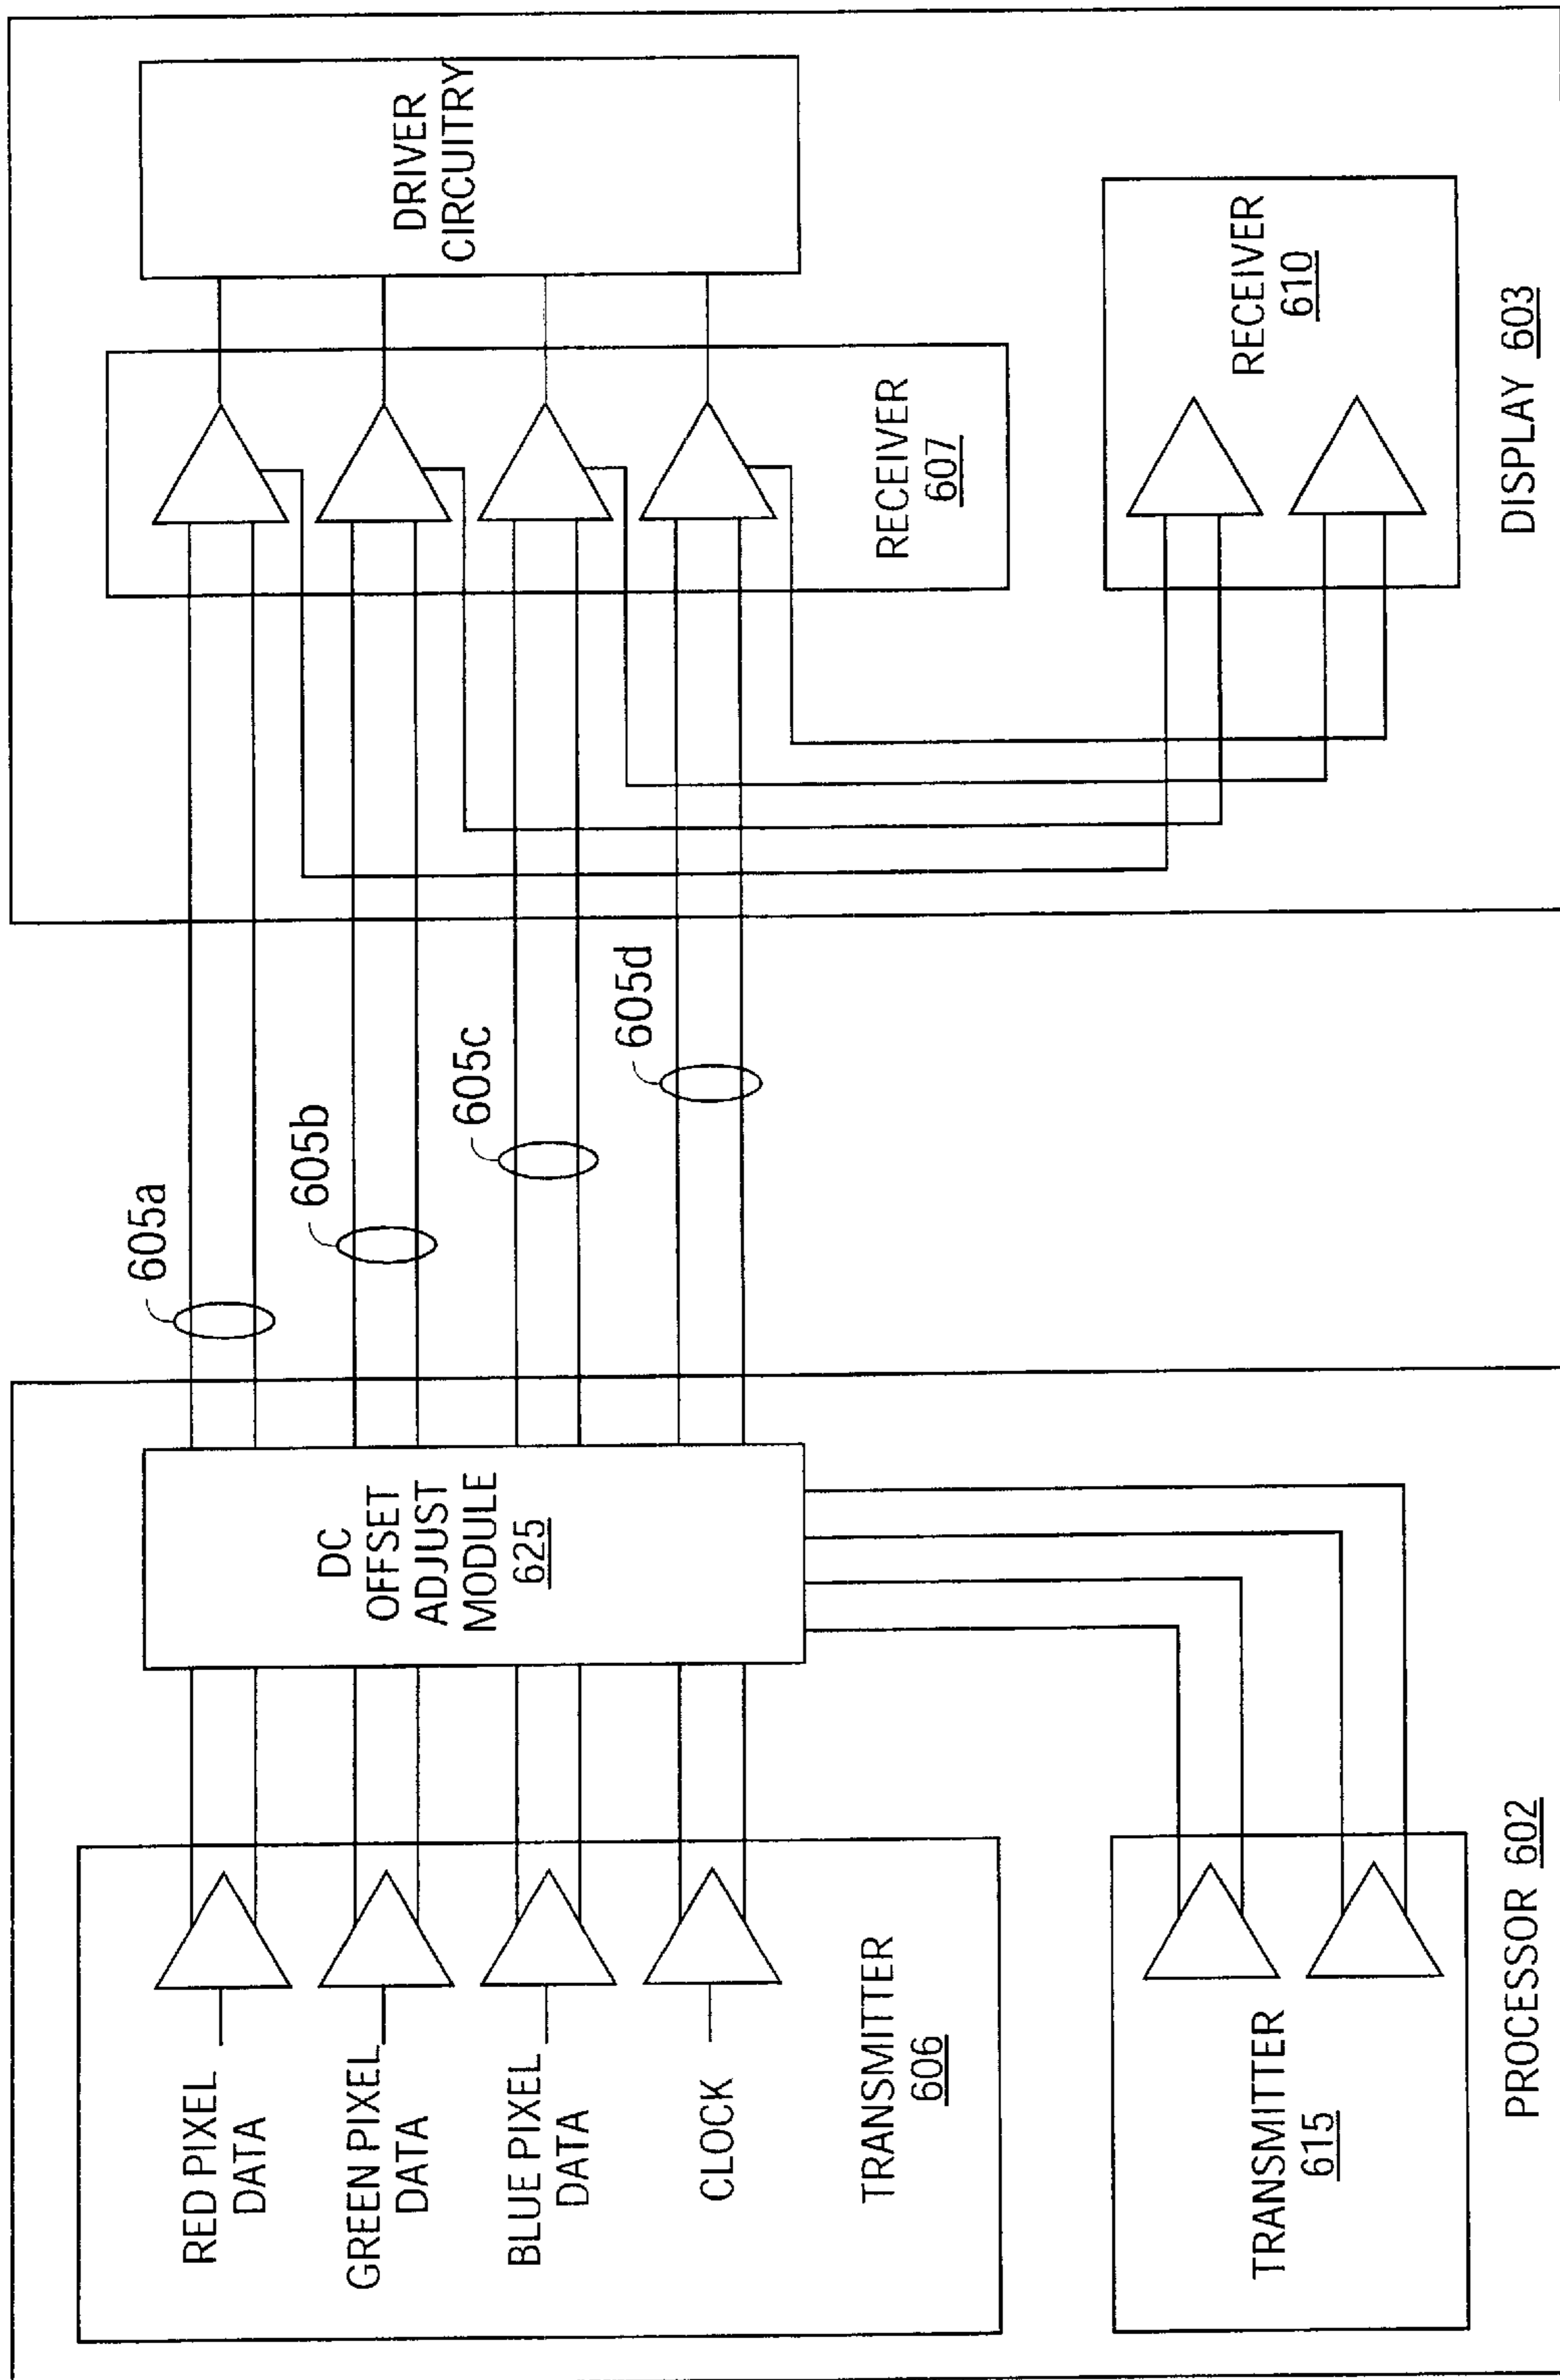 RED PIXEL
DATA
GREEN PIXEL
DATA
BLUE PIXEL
DATA
CLOCK
TRANSMITTER
606
TRANSMITTER
615
PROCESSOR 602
DC
OFFSET
ADJUST
MODULE
625
605a
605b
605c
605d
DRIVER
CIRCUITRY
RECEIVER
607
RECEIVER
610
DISPLAY 603